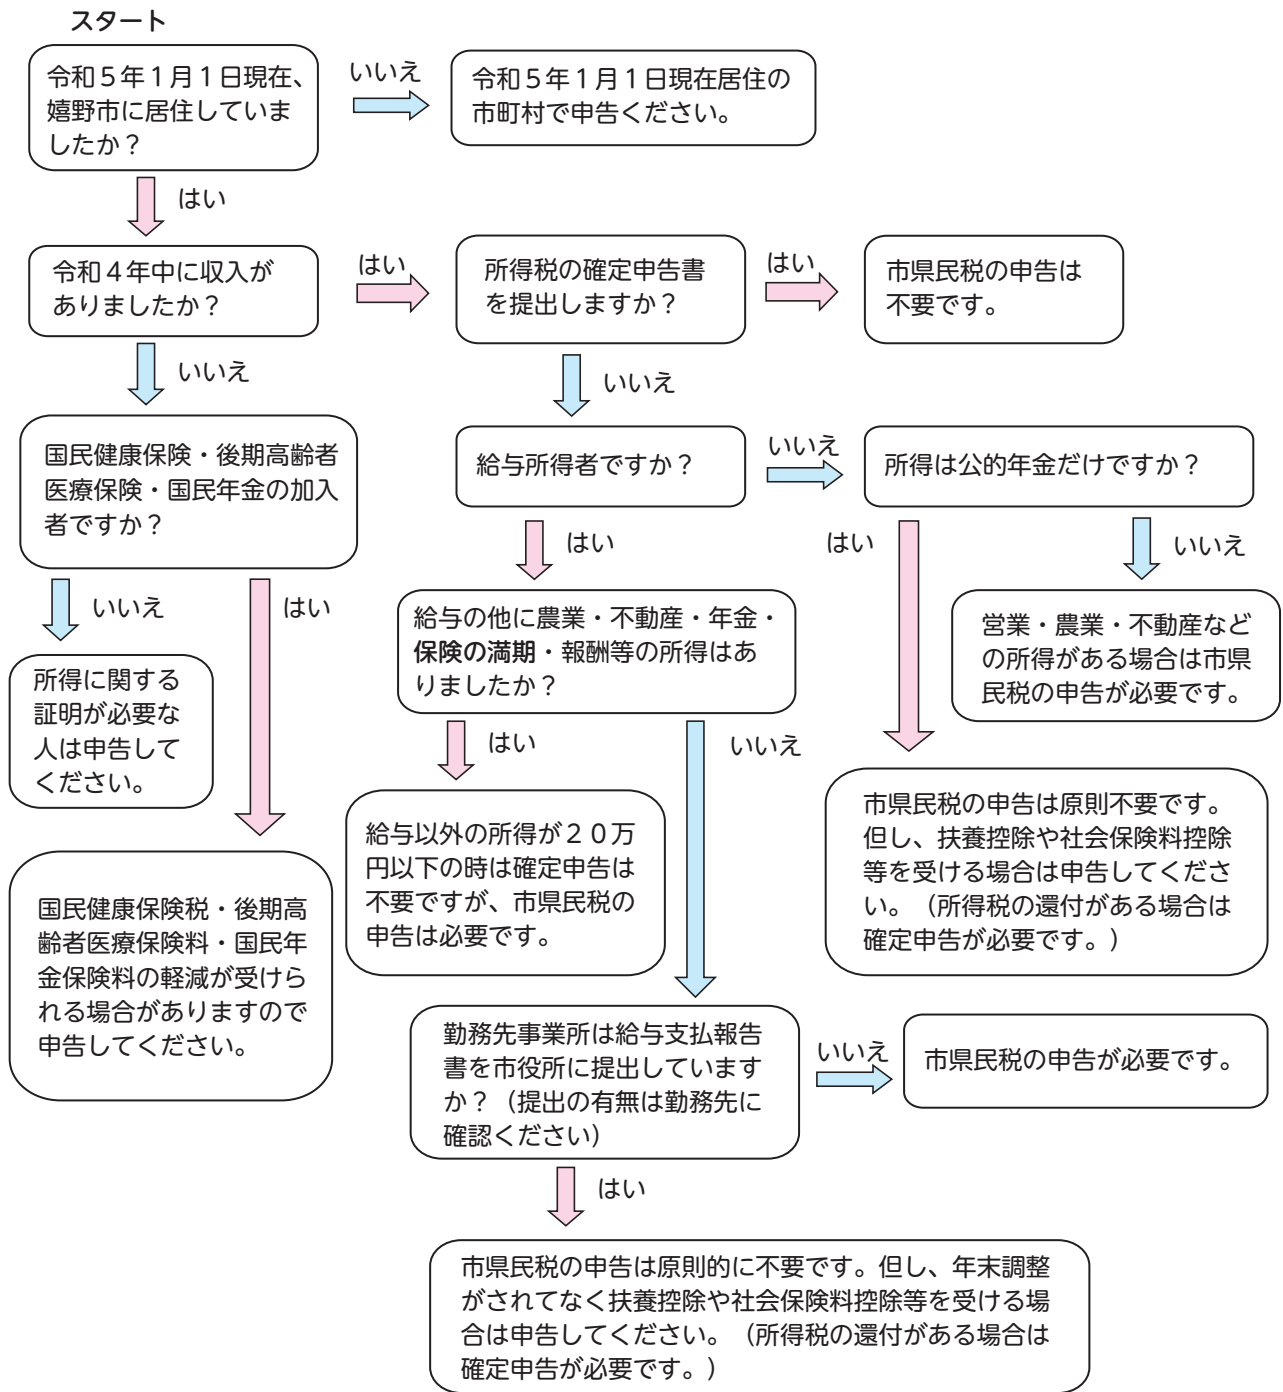 スタート
令和５年１月１日現在、
嬉野市に居住していま
したか？
いいえ
令和５年１月１日現在居住の
市町村で申告ください。
はい
令和４年中に収入が
ありましたか？
はい
所得税の確定申告書
を提出しますか？
はい
市県民税の申告は
不要です。
いいえ
いいえ
国民健康保険・後期高齢者
医療保険・国民年金の加入
者ですか？
給与所得者ですか？
いいえ
所得は公的年金だけですか？
いいえ
はい
はい
はい
いいえ
所得に関する
証明が必要な
人は申告して
ください。
給与の他に農業・不動産・年金・
保険の満期・報酬等の所得はあ
りましたか？
営業・農業・不動産など
の所得がある場合は市県
民税の申告が必要です。
はい
いいえ
国民健康保険税・後期高
齢者医療保険料・国民年
金保険料の軽減が受けら
れる場合がありますので
申告してください。
給与以外の所得が２０万
円以下の時は確定申告は
不要ですが、市県民税の
申告は必要です。
市県民税の申告は原則不要です。
但し、扶養控除や社会保険料控除
等を受ける場合は申告してくださ
い。（所得税の還付がある場合は
確定申告が必要です。）
勤務先事業所は給与支払報告
書を市役所に提出しています
か？（提出の有無は勤務先に
確認ください）
いいえ
市県民税の申告が必要です。
はい
市県民税の申告は原則的に不要です。但し、年末調整
がされてなく扶養控除や社会保険料控除等を受ける場
合は申告してください。（所得税の還付がある場合は
確定申告が必要です。）